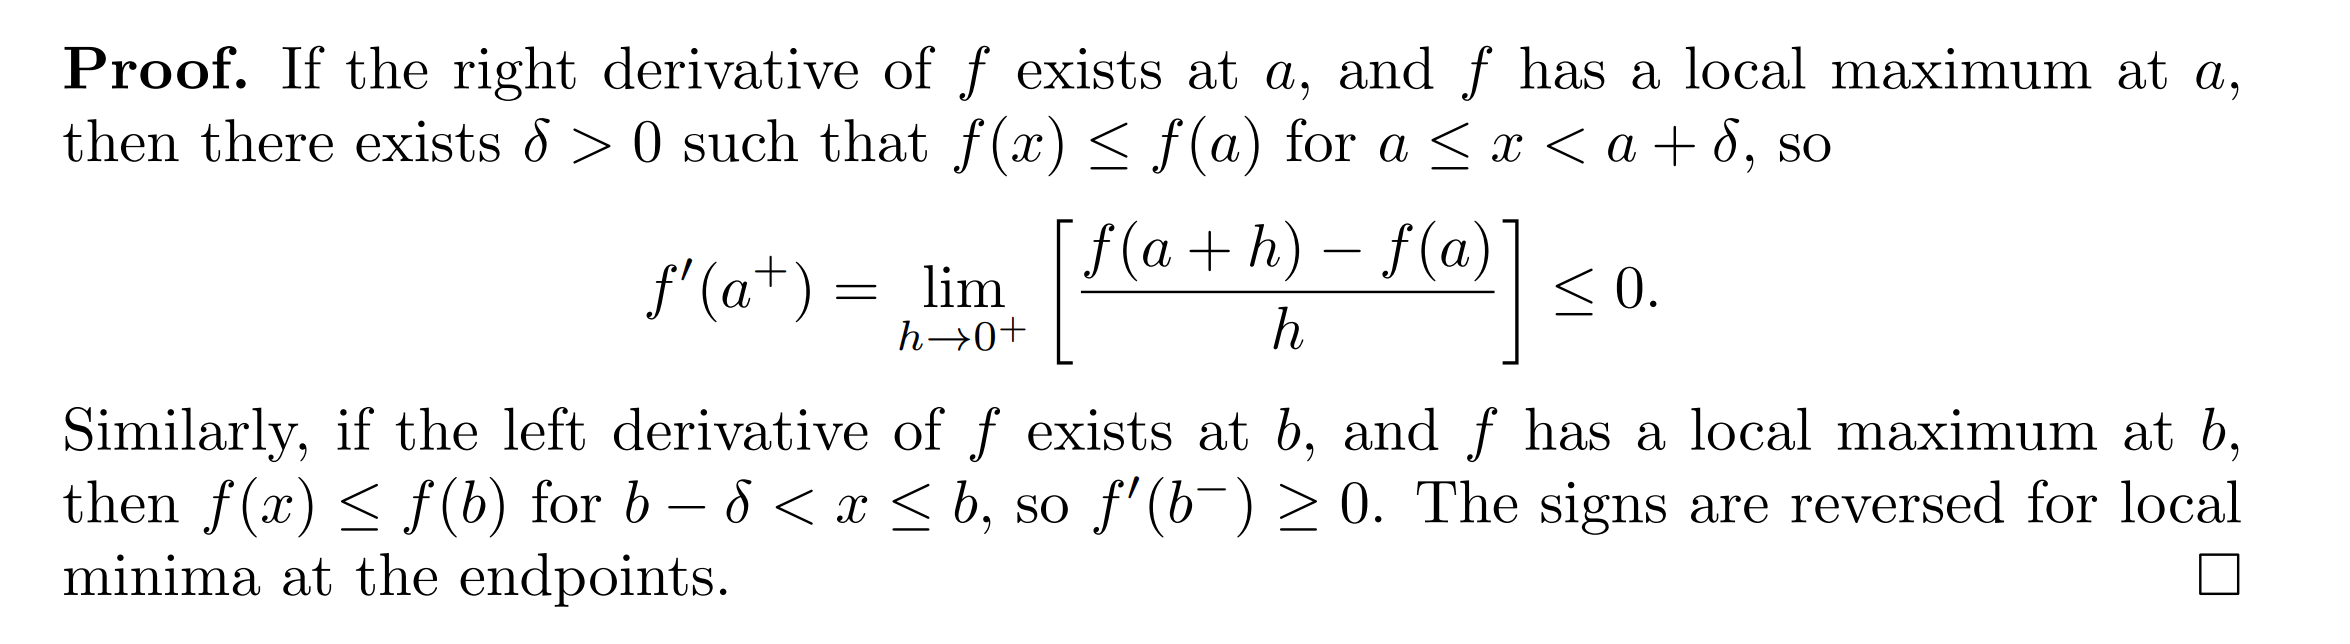 Proof. If the right derivative of f exists at a, and f has a local maximum at a,
then there exists δ > 0 such that f(x) ≤ f(a) for a ≤ x < a + δ, so
f′(a⁺) = lim_{h→0⁺} [ (f(a + h) − f(a)) / h ] ≤ 0.
Similarly, if the left derivative of f exists at b, and f has a local maximum at b,
then f(x) ≤ f(b) for b − δ < x ≤ b, so f′(b⁻) ≥ 0. The signs are reversed for local
minima at the endpoints. □